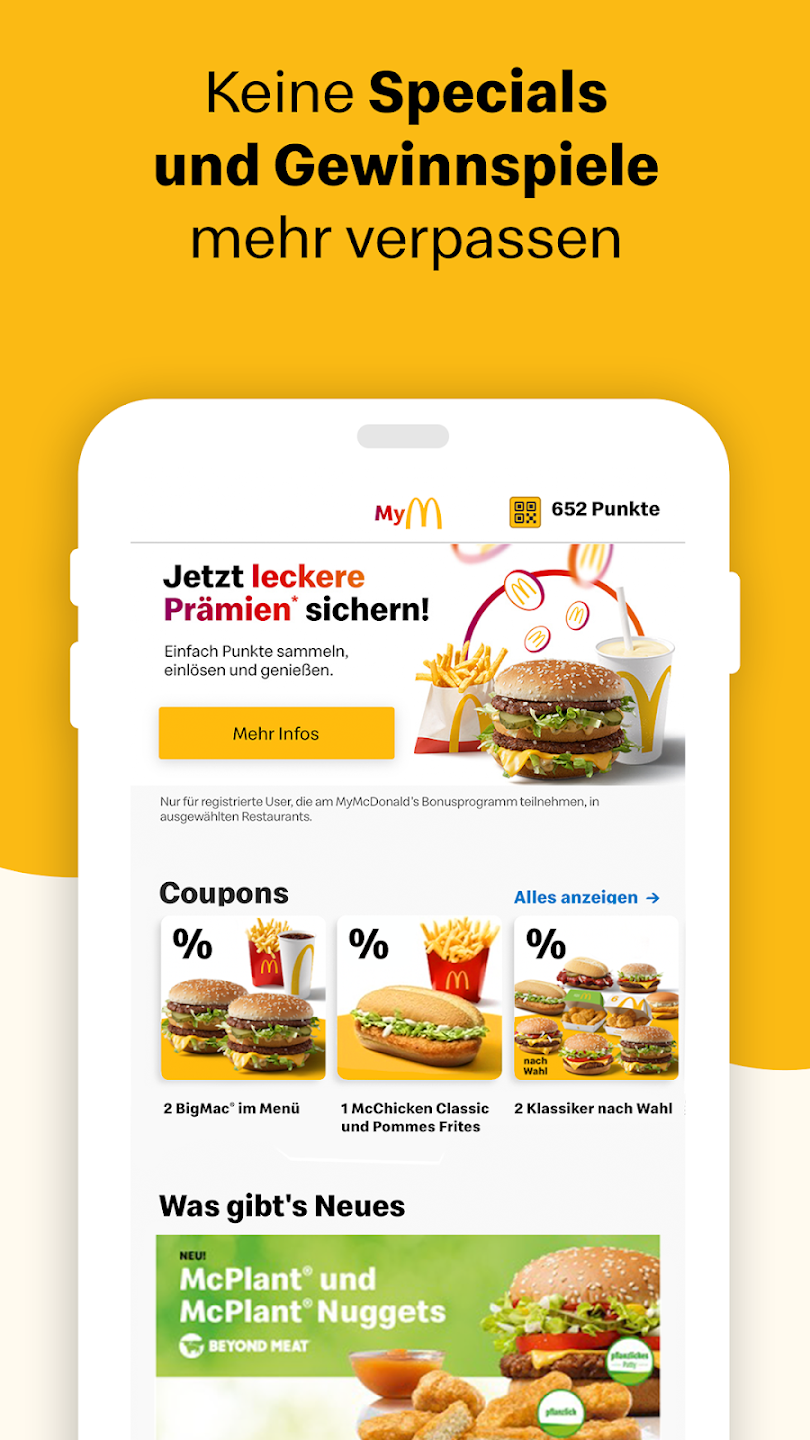 Keine Specials
und Gewinnspiele
mehr verpassen
My
652 Punkte
Jetzt leckere
Prämien* sichern!
Einfach Punkte sammeln,
einlösen und genießen.
Mehr Infos
Nur für registrierte User, die am MyMcDonald's Bonusprogramm teilnehmen, in
ausgewählten Restaurants.
Coupons
Alles anzeigen →
%
%
%
nach
Wahl
2 BigMac® im Menü
1 McChicken Classic
und Pommes Frites
2 Klassiker nach Wahl
Was gibt's Neues
NEU!
McPlant® und
McPlant® Nuggets
BEYOND MEAT
pflanzliches
Patty
pflanzlich